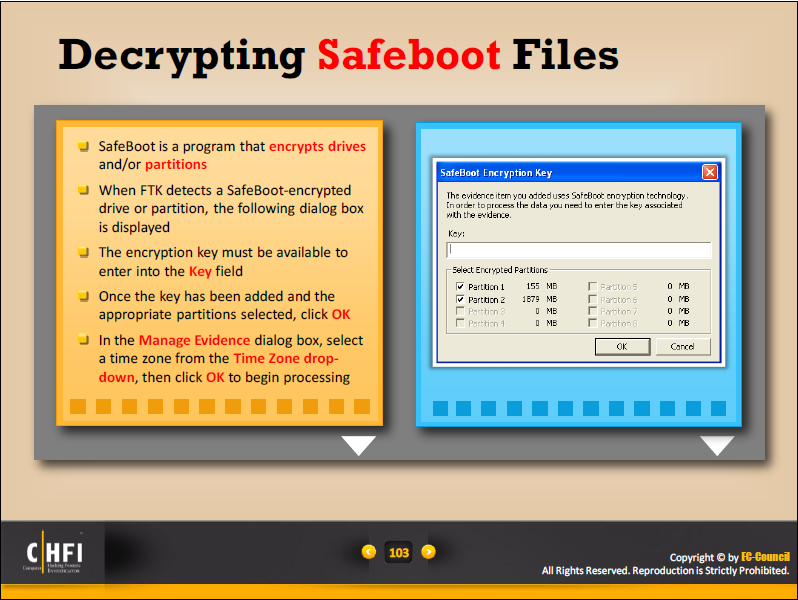 Decrypting Safeboot Files
SafeBoot is a program that encrypts drives
and/or partitions
When FTK detects a SafeBoot-encrypted
drive or partition, the following dialog box
is displayed
The encryption key must be available to
enter into the Key field
Once the key has been added and the
appropriate partitions selected, click OK
In the Manage Evidence dialog box, select
a time zone from the Time Zone drop-
down, then click OK to begin processing
SafeBoot Encryption Key
The evidence item you added uses SafeBoot encryption technology.
In order to process the data you need to enter the key associated
with the evidence.
Key:
Select Encrypted Partitions
Partition 1 155 MB Partition 5 0 MB
Partition 2 1879 MB Partition 6 0 MB
Partition 3 0 MB Partition 7 0 MB
Partition 4 0 MB Partition 8 0 MB
OK Cancel
CHFI
Computer Hacking Forensic
INVESTIGATOR
103
Copyright © by EC-Council
All Rights Reserved. Reproduction is Strictly Prohibited.